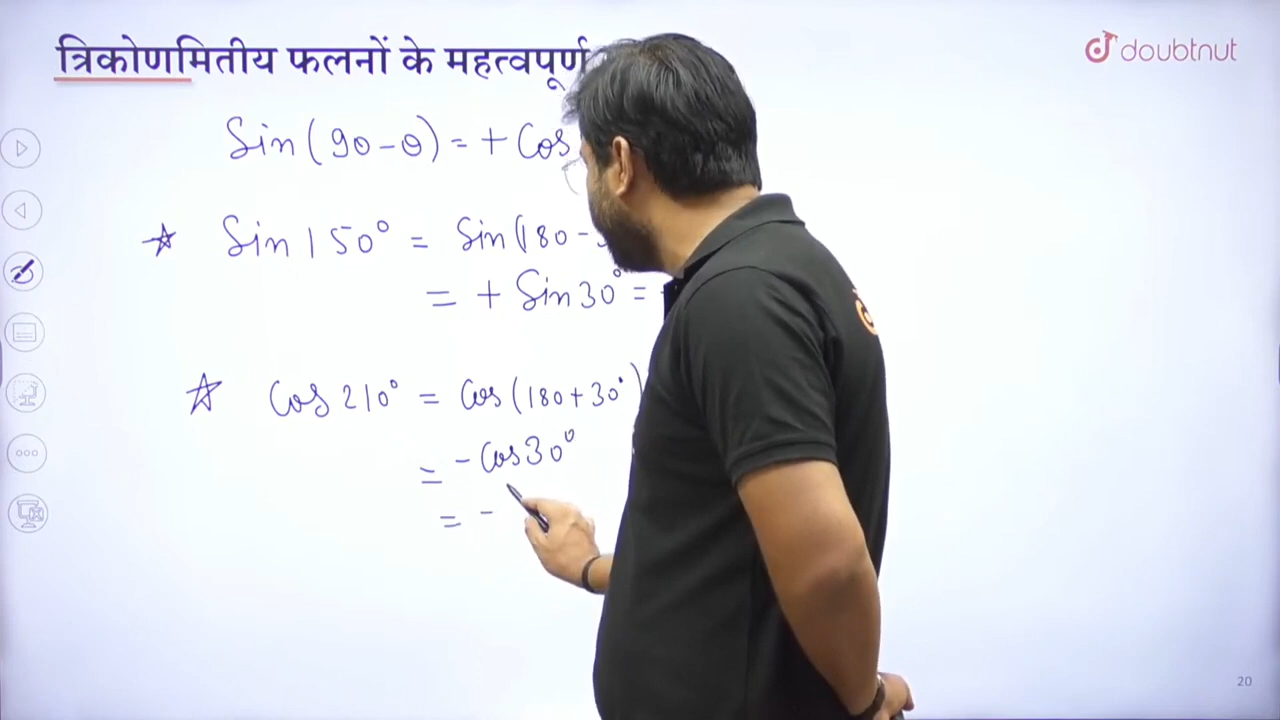 त्रिकोणमितीय फलनों के महत्वपूर्ण
doubtnut
Sin(90-θ) = + Cos
☆ Sin 150° = Sin(180-
= + Sin 30° =
☆ Cos 210° = Cos(180+30°)
= - Cos 30°
= -
20